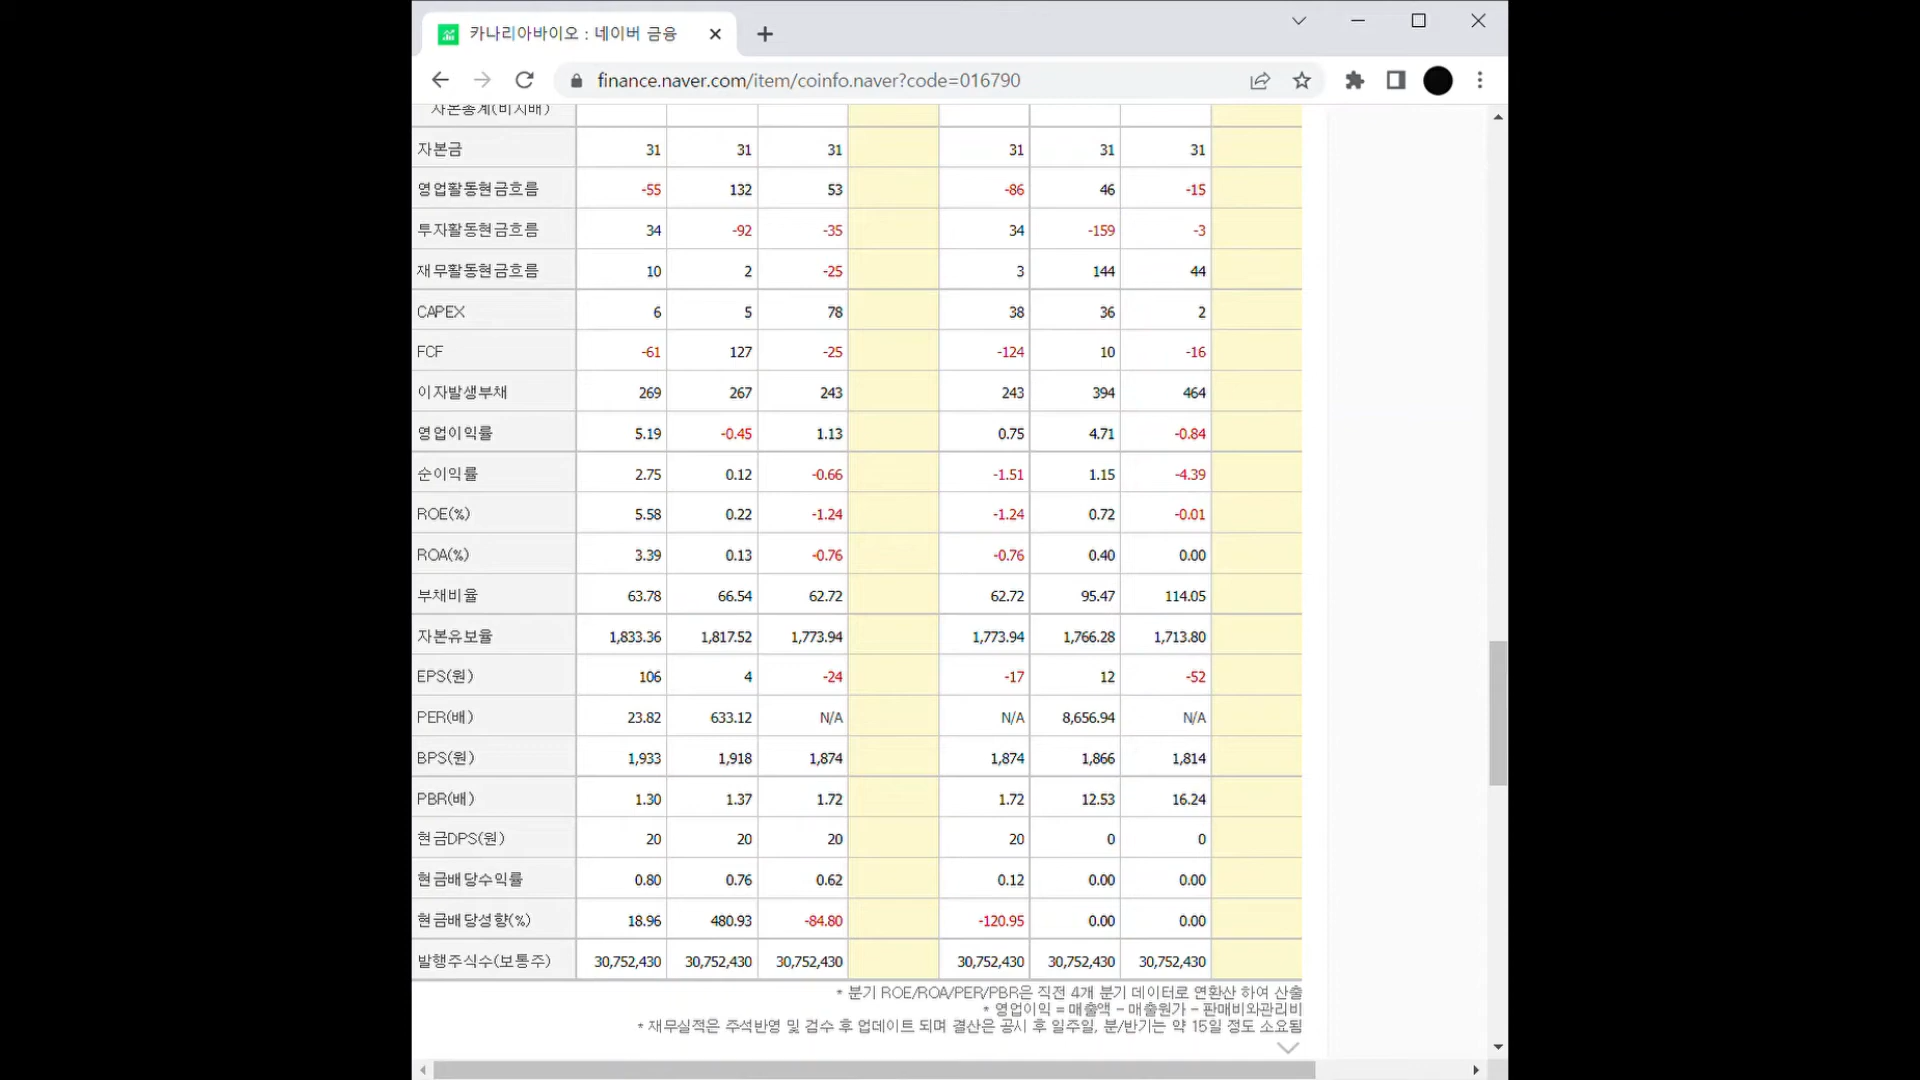 카나리아바이오 : 네이버 금융
finance.naver.com/item/coinfo.naver?code=016790
자본총계(비지배)
자본금 31 31 31 31 31 31
영업활동현금흐름 -55 132 53 -86 46 -15
투자활동현금흐름 34 -92 -35 34 -159 -3
재무활동현금흐름 10 2 -25 3 144 44
CAPEX 6 5 78 38 36 2
FCF -61 127 -25 -124 10 -16
이자발생부채 269 267 243 243 394 464
영업이익률 5.19 -0.45 1.13 0.75 4.71 -0.84
순이익률 2.75 0.12 -0.66 -1.51 1.15 -4.39
ROE(%) 5.58 0.22 -1.24 -1.24 0.72 -0.01
ROA(%) 3.39 0.13 -0.76 -0.76 0.40 0.00
부채비율 63.78 66.54 62.72 62.72 95.47 114.05
자본유보율 1,833.36 1,817.52 1,773.94 1,773.94 1,766.28 1,713.80
EPS(원) 106 4 -24 -17 12 -52
PER(배) 23.82 633.12 N/A N/A 8,656.94 N/A
BPS(원) 1,933 1,918 1,874 1,874 1,866 1,814
PBR(배) 1.30 1.37 1.72 1.72 12.53 16.24
현금DPS(원) 20 20 20 20 0 0
현금배당수익률 0.80 0.76 0.62 0.12 0.00 0.00
현금배당성향(%) 18.96 480.93 -84.80 -120.95 0.00 0.00
발행주식수(보통주) 30,752,430 30,752,430 30,752,430 30,752,430 30,752,430 30,752,430
* 분기 ROE/ROA/PER/PBR은 직전 4개 분기 데이터로 연환산 하여 산출
* 영업이익 = 매출액 - 매출원가 - 판매비와관리비
* 재무실적은 주석반영 및 검수 후 업데이트 되며 결산은 공시 후 일주일, 분/반기는 약 15일 정도 소요됨